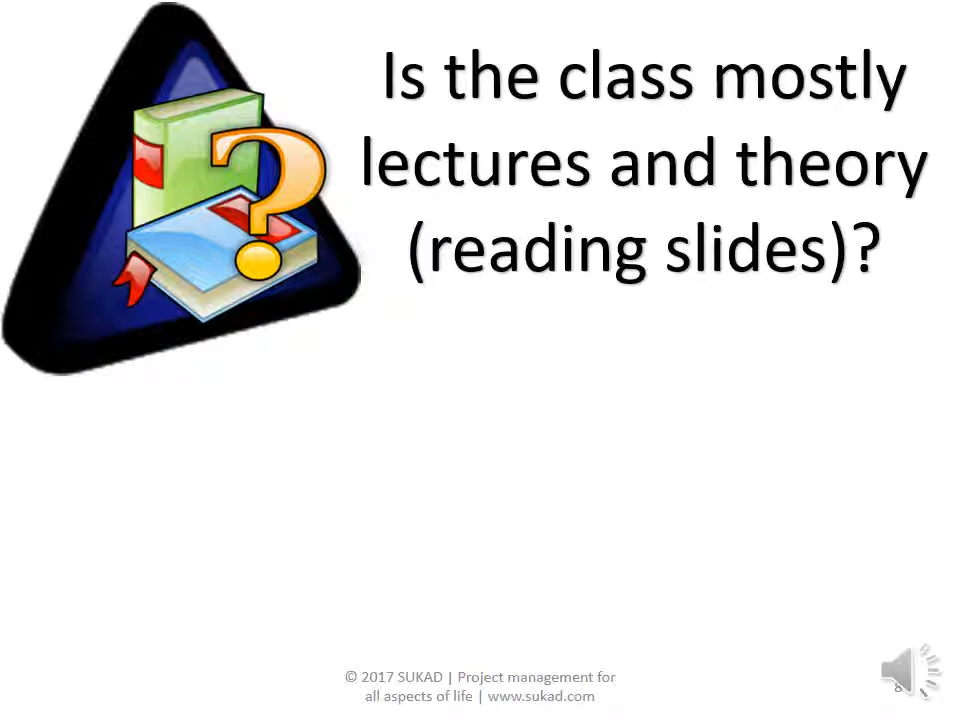 Is the class mostly
lectures and theory
(reading slides)?
© 2017 SUKAD | Project management for
all aspects of life | www.sukad.com
8